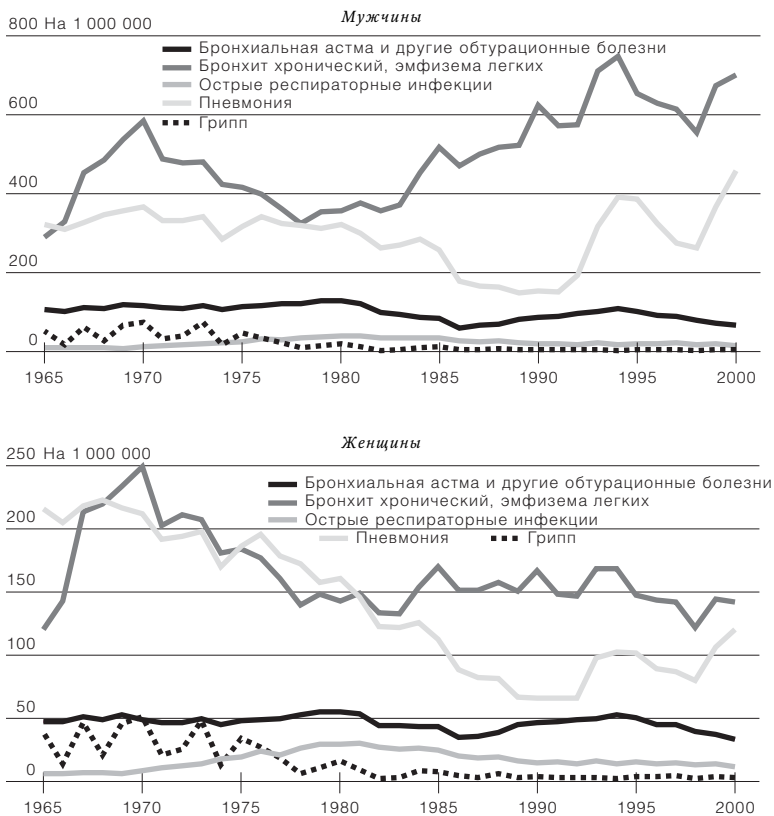 Мужчины
800 На 1 000 000
Бронхиальная астма и другие обтурационные болезни
Бронхит хронический, эмфизема легких
Острые респираторные инфекции
Пневмония
600
Грипп
400
200
0
1965 1970 1975 1980 1985 1990 1995 2000
Женщины
250 На 1 000 000
Бронхиальная астма и другие обтурационные болезни
Бронхит хронический, эмфизема легких
200
Острые респираторные инфекции
Пневмония Грипп
150
100
50
0
1965 1970 1975 1980 1985 1990 1995 2000